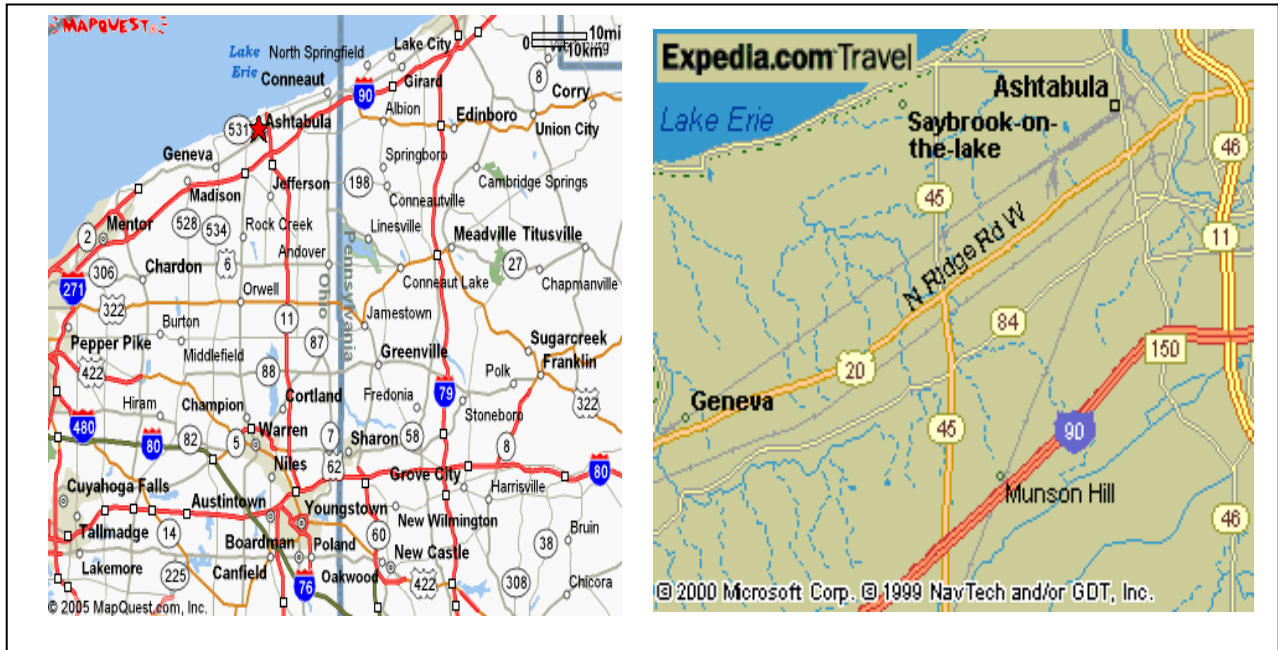 MAPQUEST
10mi
0
10km
Lake
Erie
North Springfield
Lake City
Conneaut
Girard
8
Corry
90
Albion
Edinboro
Union City
531
Ashtabula
Geneva
Springboro
Madison
Jefferson
198
Cambridge Springs
Conneautville
Mentor
2
528
534
Rock Creek
Linesville
Meadville
Titusville
Andover
6
27
306
Chardon
Conneaut Lake
Chapmanville
271
322
Orwell
Pennsylvania
Ohio
11
Jamestown
Burton
87
Sugarcreek
Pepper Pike
Middlefield
Greenville
Franklin
422
88
Polk
Hiram
Champion
Cortland
Fredonia
79
Stoneboro
322
480
80
82
5
Warren
7
Sharon
58
8
62
Niles
Grove City
80
Cuyahoga Falls
Harrisville
Austintown
Youngstown
New Wilmington
Bruin
Tallmadge
14
60
38
Boardman
Poland
New Castle
Lakemore
Canfield
225
76
Oakwood
422
308
Chicora
© 2005 MapQuest.com, Inc.
Expedia.com Travel
Ashtabula
Lake Erie
Saybrook-on-
the-lake
46
45
11
N Ridge Rd W
84
150
20
Geneva
45
90
Munson Hill
46
© 2000 Microsoft Corp. © 1999 NavTech and/or GDT, Inc.